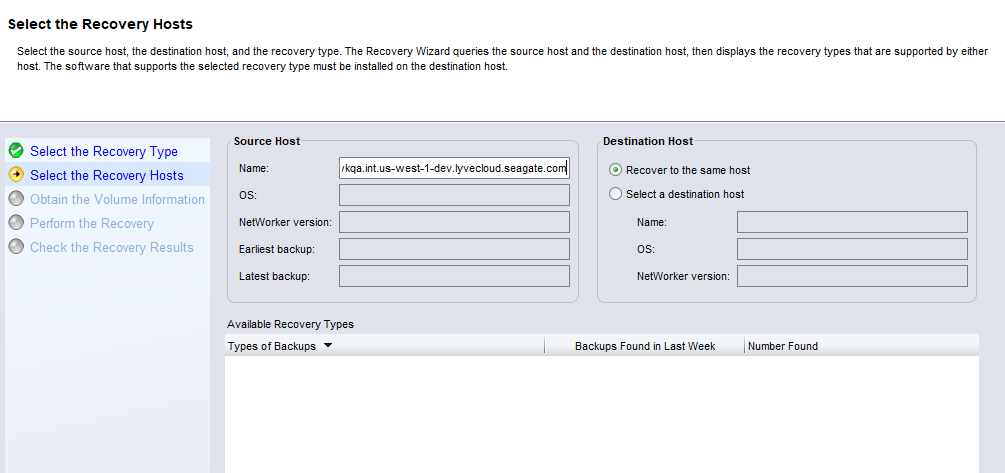 Select the Recovery Hosts
Select the source host, the destination host, and the recovery type. The Recovery Wizard queries the source host and the destination host, then displays the recovery types that are supported by either
host. The software that supports the selected recovery type must be installed on the destination host.
Select the Recovery Type
Select the Recovery Hosts
Obtain the Volume Information
Perform the Recovery
Check the Recovery Results
Source Host
Name: vkqa.int.us-west-1-dev.lyvecloud.seagate.com
OS:
NetWorker version:
Earliest backup:
Latest backup:
Destination Host
Recover to the same host
Select a destination host
Name:
OS:
NetWorker version:
Available Recovery Types
Types of Backups Backups Found in Last Week Number Found